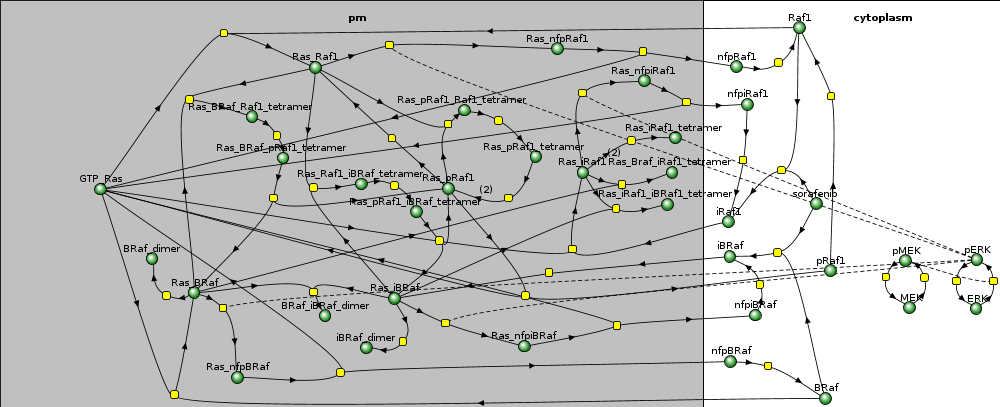 pm
cytoplasm
Raf1
Ras_nfpRaf1
Ras_Raf1
nfpRaf1
Ras_nfpiRaf1
nfpiRaf1
Ras_pRaf1_Raf1_tetramer
Ras_BRaf_Raf1_tetramer
Ras_iRaf1_tetramer
Ras_BRaf_pRaf1_tetramer
Ras_pRaf1_tetramer
(2)
Ras_iRaf1
Ras_Braf_iRaf1_tetramer
GTP_Ras
Ras_Raf1_iBRaf_tetramer
Ras_pRaf1
(2)
Ras_iRaf1_iBRaf_tetramer
sorafenib
Ras_pRaf1_iBRaf_tetramer
iRaf1
BRaf_dimer
iBRaf
pMEK
pERK
pRaf1
Ras_BRaf
Ras_iBRaf
MEK
ERK
BRaf_iBRaf_dimer
nfpiBRaf
iBRaf_dimer
Ras_nfpiBRaf
nfpBRaf
Ras_nfpBRaf
BRaf